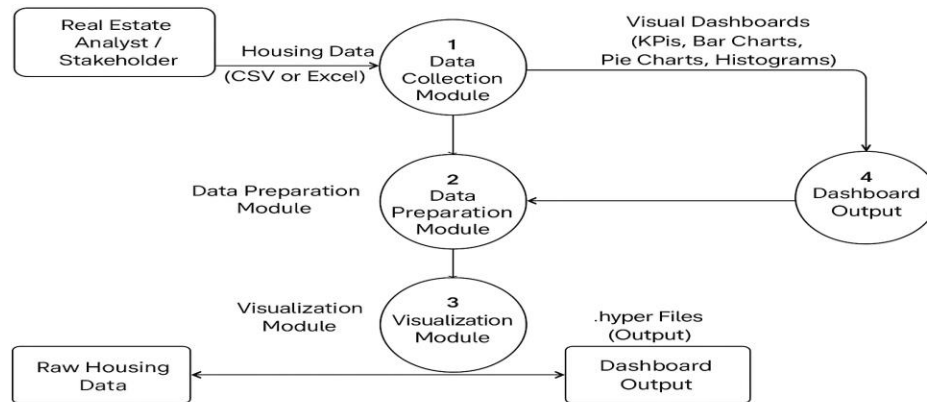 Real Estate
Analyst /
Stakeholder
Housing Data
(CSV or Excel)
1
Data
Collection
Module
Visual Dashboards
(KPis, Bar Charts,
Pie Charts, Histograms)
Data Preparation
Module
2
Data
Preparation
Module
4
Dashboard
Output
Visualization
Module
3
Visualization
Module
.hyper Files
(Output)
Raw Housing
Data
Dashboard
Output